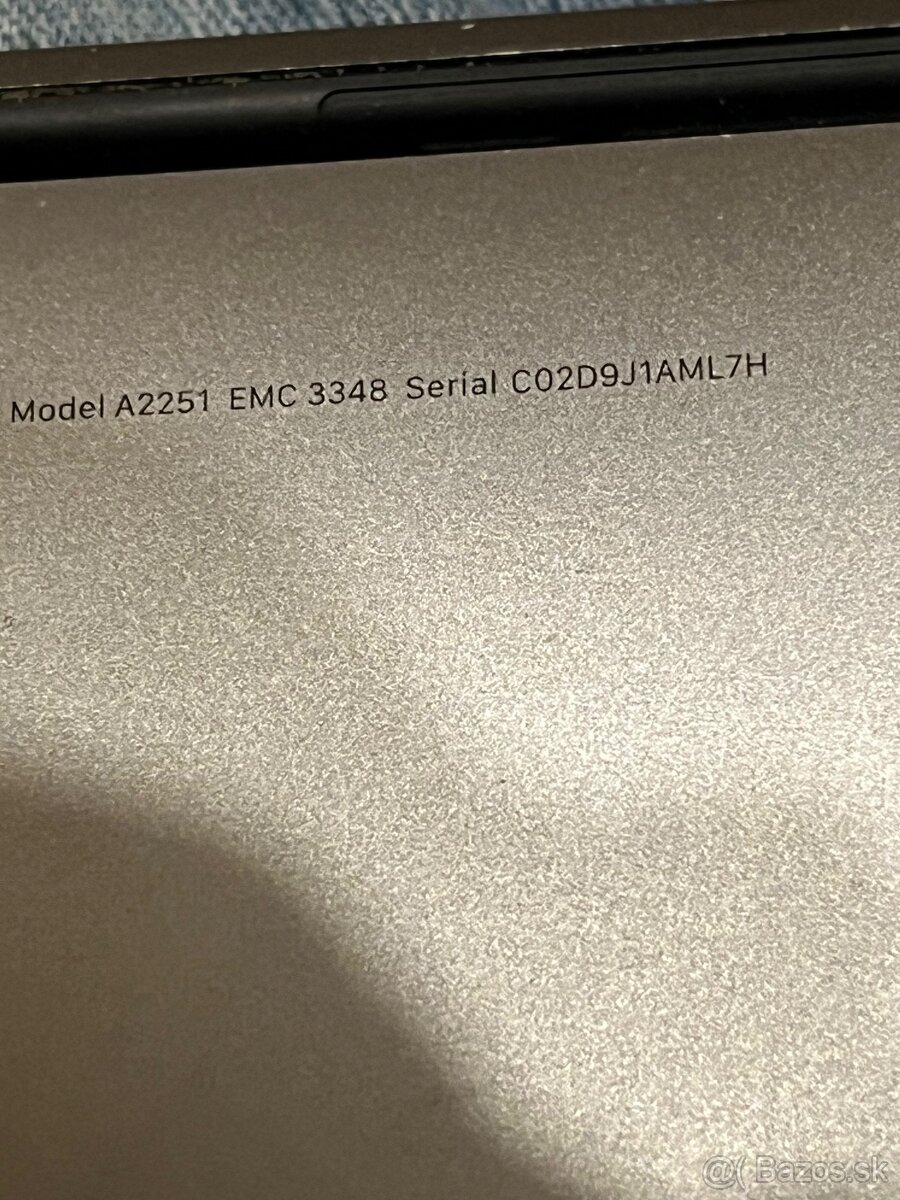 Model A2251 EMC 3348 Serial C02D9J1AML7H
@( Bazos.sk